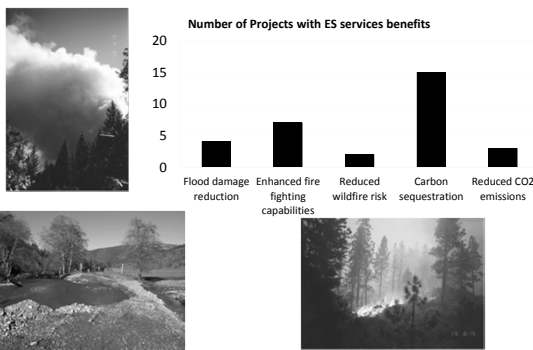 Number of Projects with ES services benefits
20
15
10
5
0
Flood damage
reduction
Enhanced fire
fighting
capabilities
Reduced
wildfire risk
Carbon
sequestration
Reduced CO2
emissions